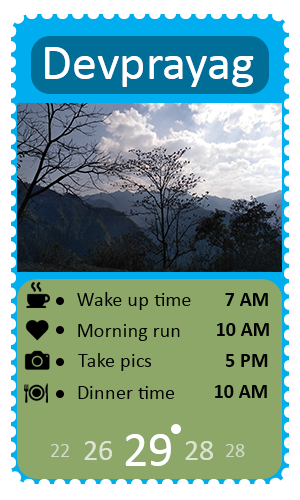 Devprayag
Wake up time 7 AM
Morning run 10 AM
Take pics 5 PM
Dinner time 10 AM
22 26 29 28 28